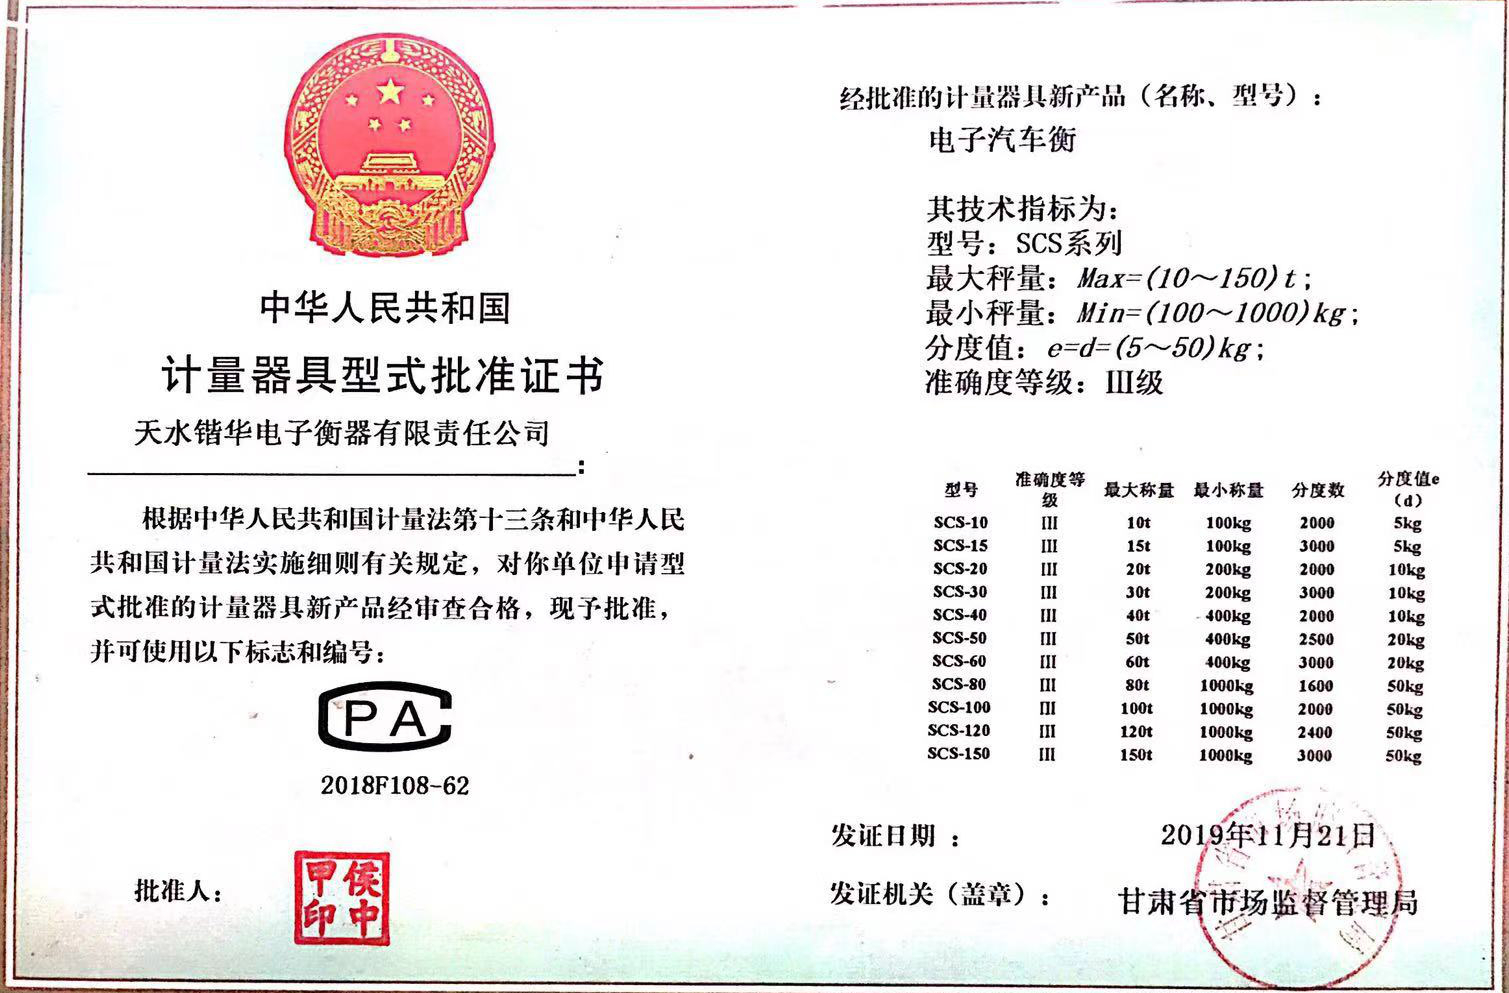 中华人民共和国
计量器具型式批准证书
天水锴华电子衡器有限责任公司
:
根据中华人民共和国计量法第十三条和中华人民
共和国计量法实施细则有关规定，对你单位申请型
式批准的计量器具新产品经审查合格，现予批准，
并可使用以下标志和编号：
CPA
2018F108-62
批准人：
侯中甲印
经批准的计量器具新产品（名称、型号）：
电子汽车衡
其技术指标为：
型号：SCS系列
最大秤量：Max=(10～150)t；
最小秤量：Min=(100～1000)kg；
分度值：e=d=(5～50)kg；
准确度等级：III级
型号 准确度等级 最大称量 最小称量 分度数 分度值e（d）
SCS-10 III 10t 100kg 2000 5kg
SCS-15 III 15t 100kg 3000 5kg
SCS-20 III 20t 200kg 2000 10kg
SCS-30 III 30t 200kg 3000 10kg
SCS-40 III 40t 400kg 2000 10kg
SCS-50 III 50t 400kg 2500 20kg
SCS-60 III 60t 400kg 3000 20kg
SCS-80 III 80t 1000kg 1600 50kg
SCS-100 III 100t 1000kg 2000 50kg
SCS-120 III 120t 1000kg 2400 50kg
SCS-150 III 150t 1000kg 3000 50kg
发证日期：2019年11月21日
发证机关（盖章）：甘肃省市场监督管理局